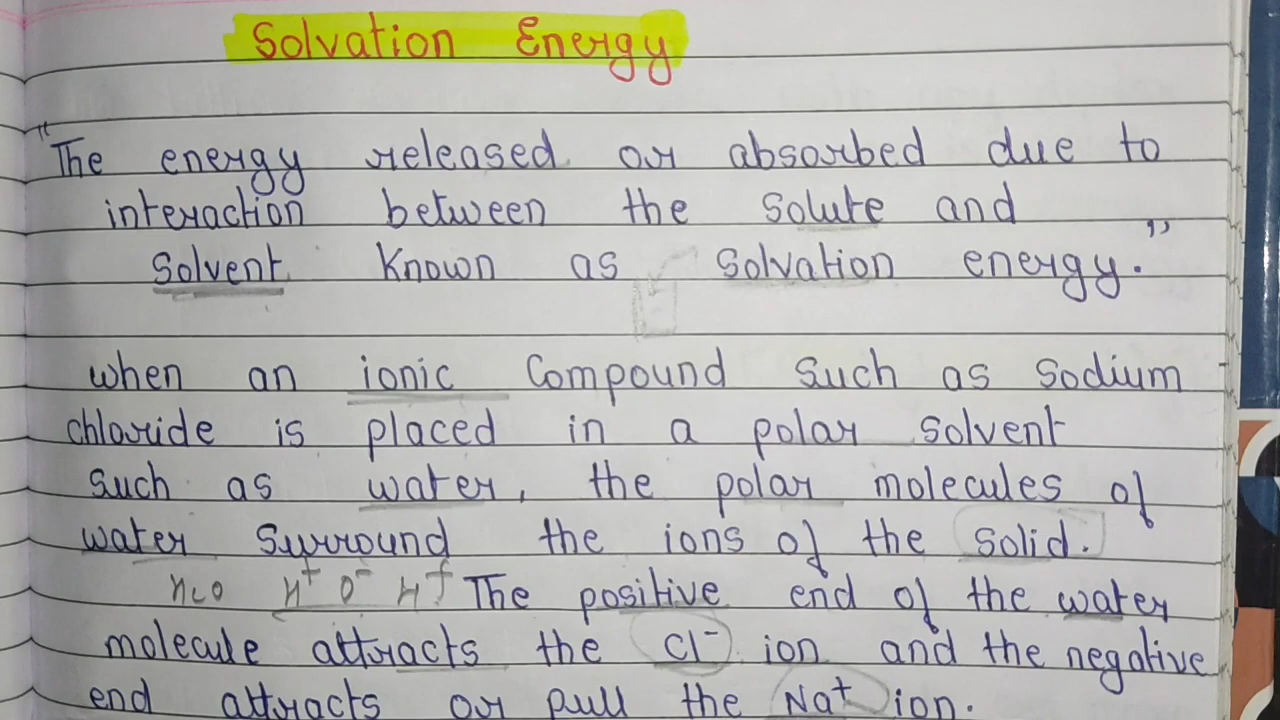 Solvation Energy
"The energy released or absorbed due to
interaction between the solute and
solvent known as solvation energy."
when an ionic compound such as sodium
chloride is placed in a polar solvent
such as water, the polar molecules of
water surround the ions of the solid.
H2O H+ O- H+ The positive end of the water
molecule attracts the Cl- ion and the negative
end attracts or pull the Na+ ion.